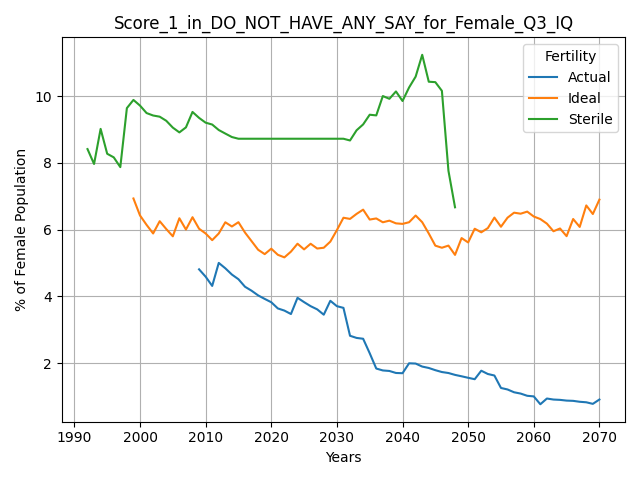 Score_1_in_DO_NOT_HAVE_ANY_SAY_for_Female_Q3_IQ
Fertility
Actual
Ideal
Sterile
10
8
6
4
2
% of Female Population
1990
2000
2010
2020
2030
2040
2050
2060
2070
Years